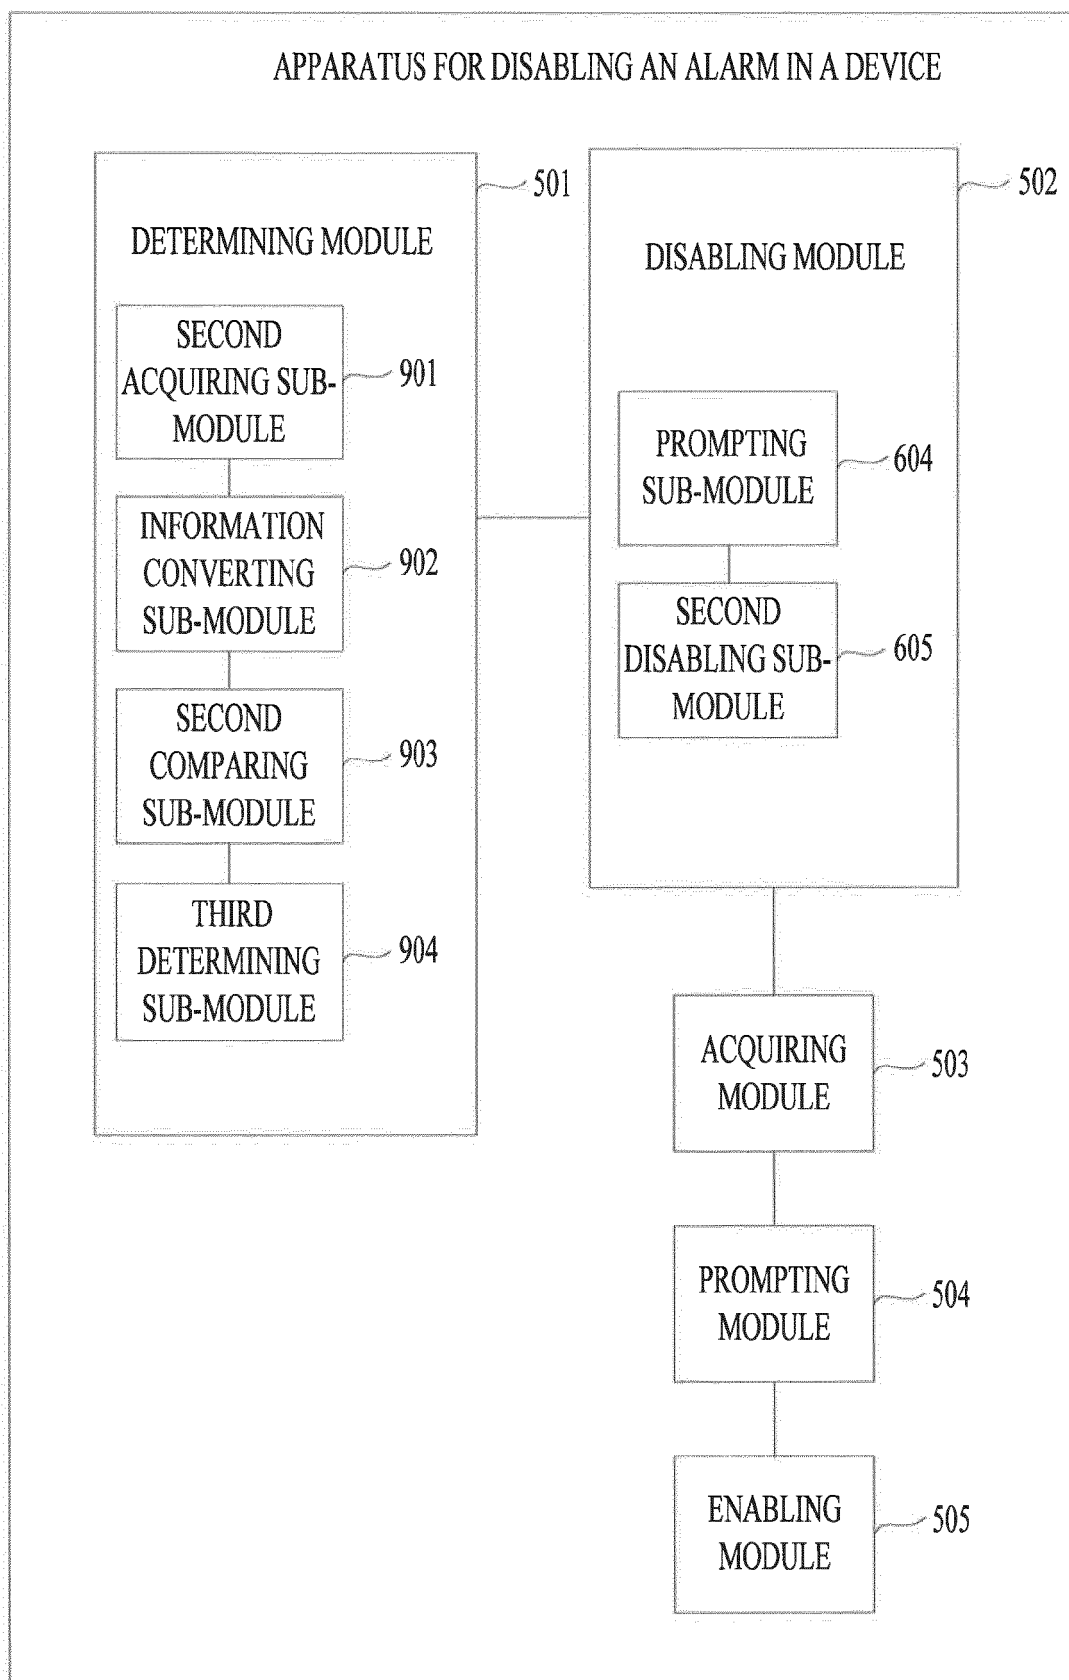 APPARATUS FOR DISABLING AN ALARM IN A DEVICE
501
DETERMINING MODULE
SECOND
ACQUIRING SUB-
MODULE
901
INFORMATION
CONVERTING
SUB-MODULE
902
SECOND
COMPARING
SUB-MODULE
903
THIRD
DETERMINING
SUB-MODULE
904
502
DISABLING MODULE
PROMPTING
SUB-MODULE
604
SECOND
DISABLING SUB-
MODULE
605
ACQUIRING
MODULE
503
PROMPTING
MODULE
504
ENABLING
MODULE
505